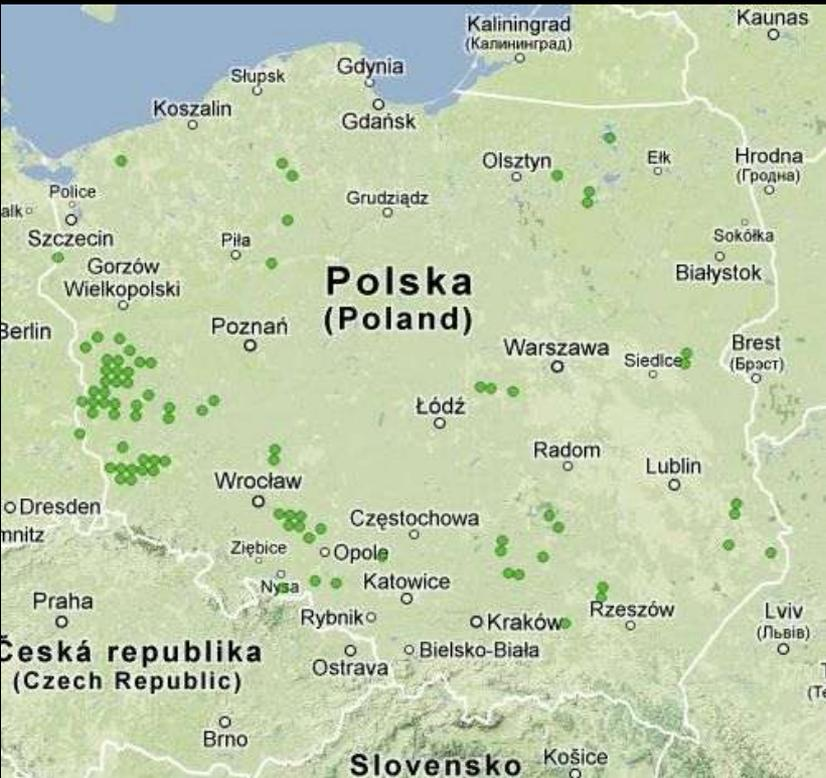 Kaliningrad
(Калининград)
Kaunas
Gdynia
Słupsk
Koszalin
Gdańsk
Olsztyn
Ełk
Hrodna
(Гродна)
Police
Grudziądz
Szczecin
Piła
Sokółka
Gorzów
Wielkopolski
Białystok
Polska
(Poland)
Berlin
Poznań
Warszawa
Siedlce
Brest
(Брэст)
Łódź
Radom
Lublin
Wrocław
Dresden
Częstochowa
Ziębice
Opole
Nysa
Katowice
Praha
Rybnik
Kraków
Rzeszów
Lviv
(Львів)
Česká republika
(Czech Republic)
Ostrava
Bielsko-Biała
Brno
Slovensko
Košice